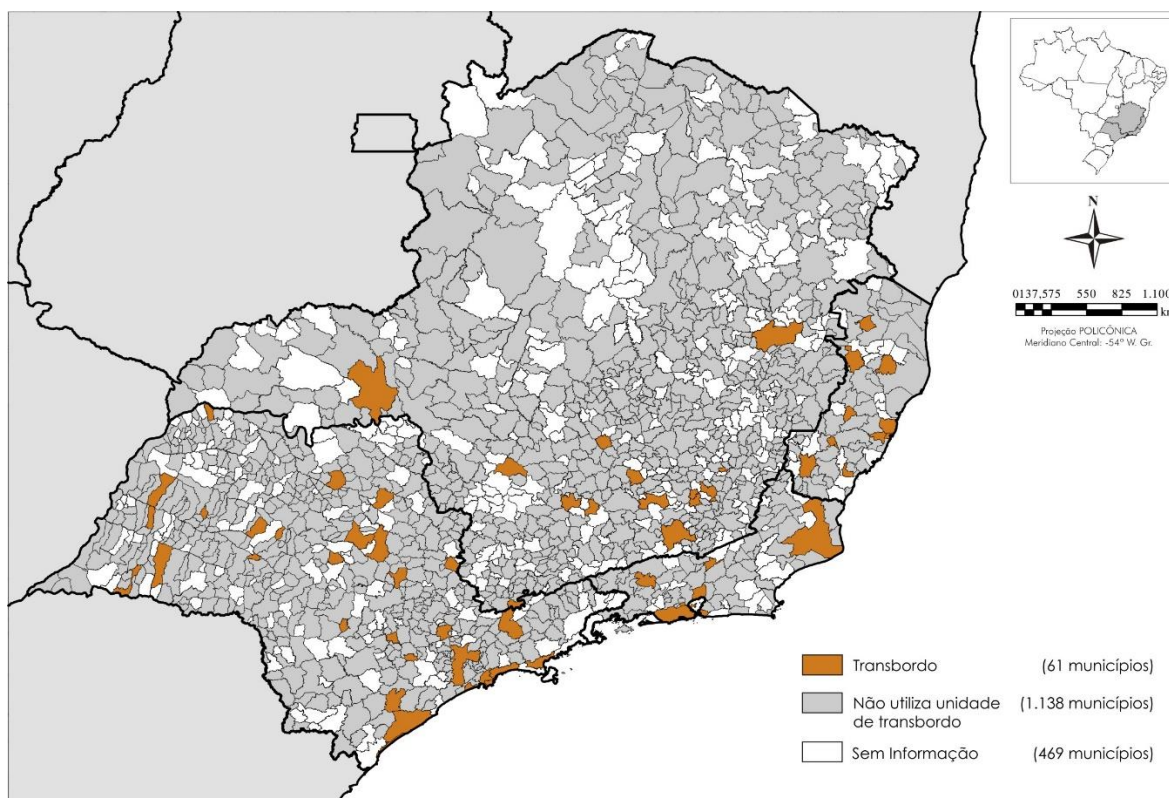 N
0137,575 550 825 1.100
km
Projeção POLICÔNICA
Meridiano Central: -54º W. Gr.
Transbordo (61 municípios)
Não utiliza unidade (1.138 municípios)
de transbordo
Sem Informação (469 municípios)